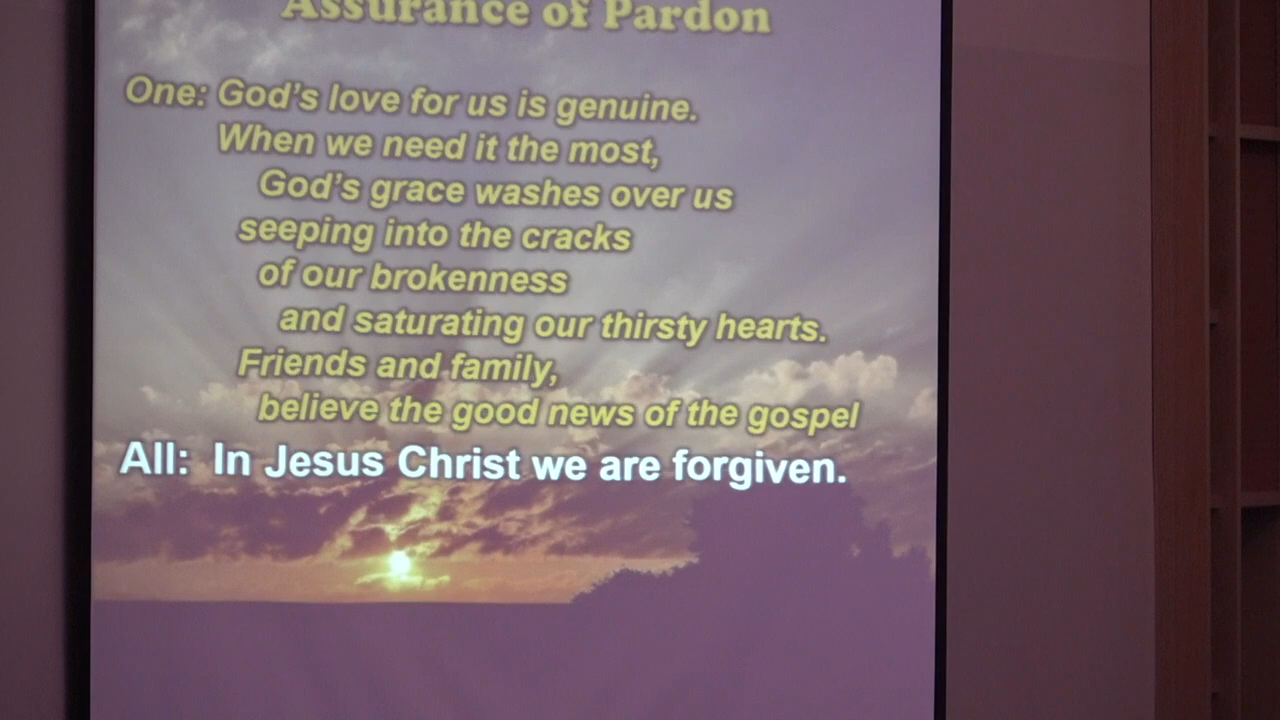 Assurance of Pardon
One: God's love for us is genuine.
When we need it the most,
God's grace washes over us
seeping into the cracks
of our brokenness
and saturating our thirsty hearts.
Friends and family,
believe the good news of the gospel
All: In Jesus Christ we are forgiven.